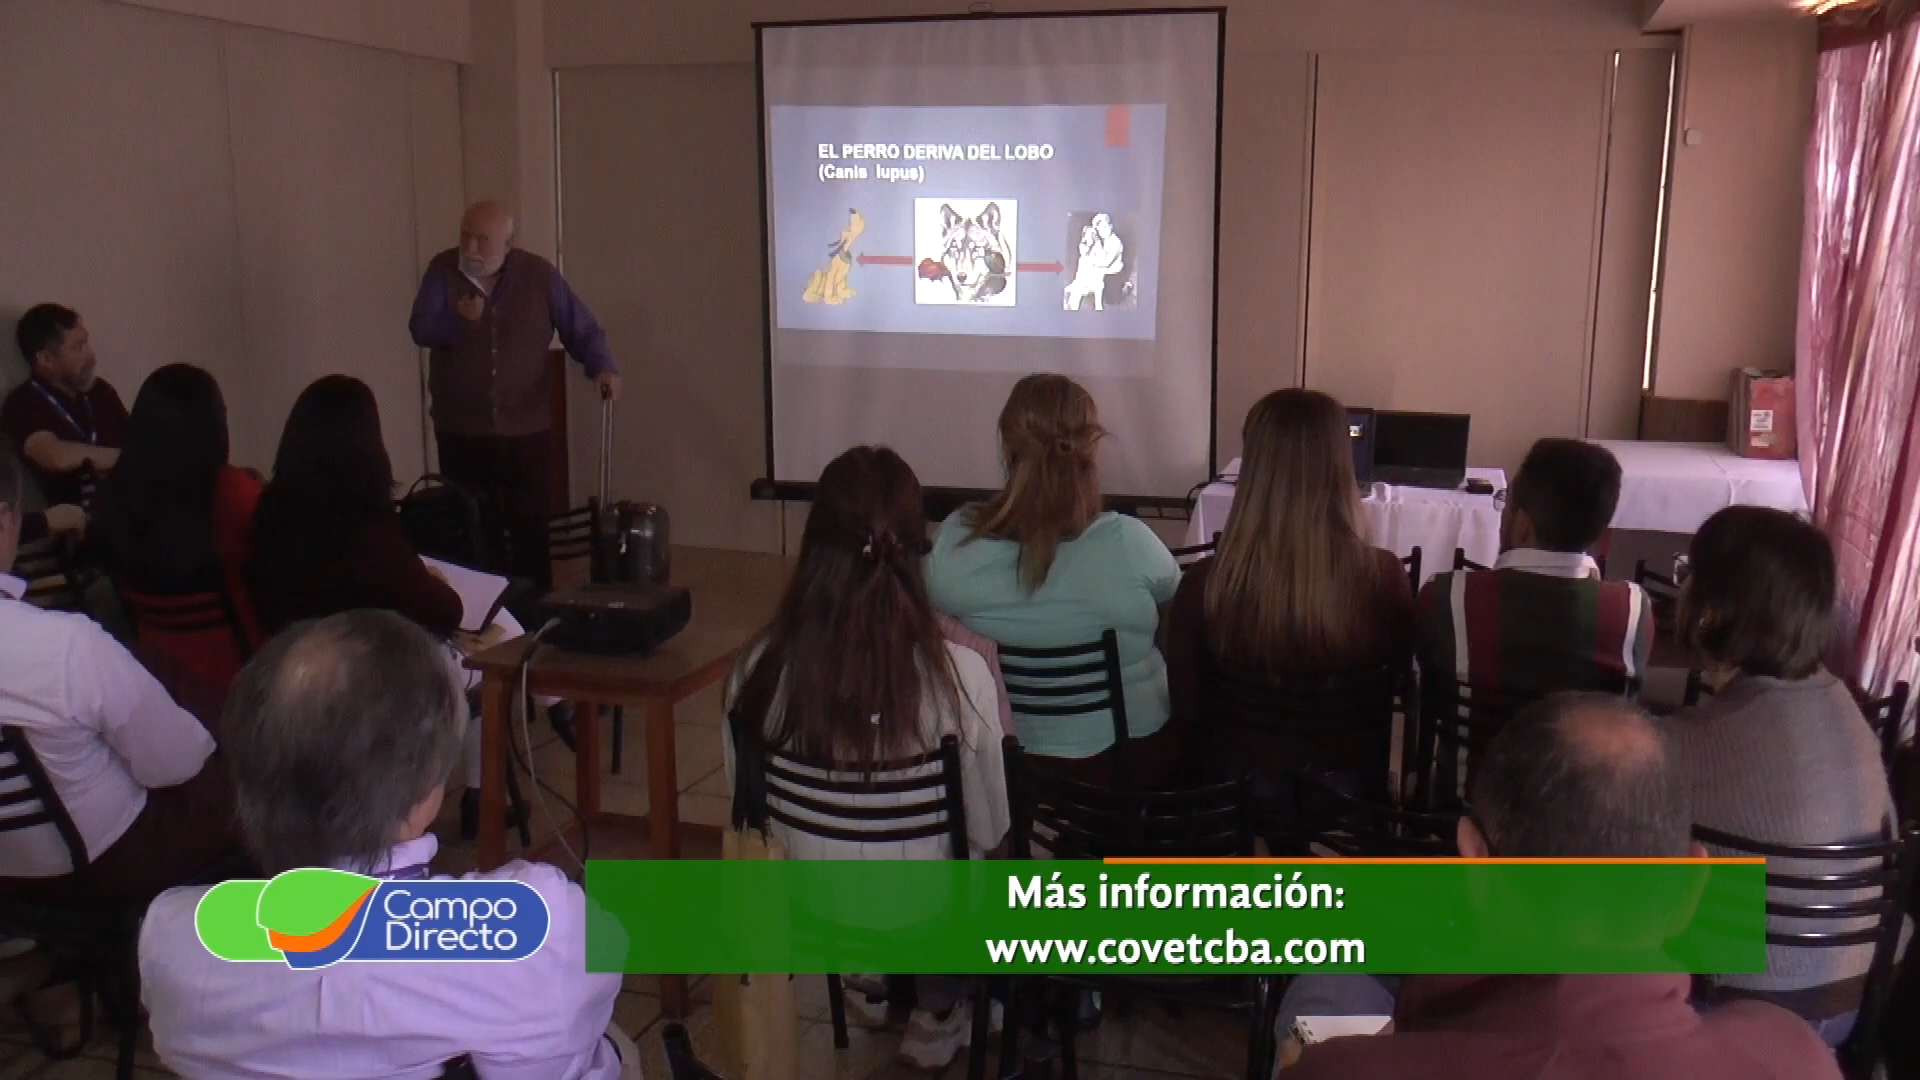 EL PERRO DERIVA DEL LOBO
(Canis lupus)
Campo
Directo
Más información:
www.covetcba.com